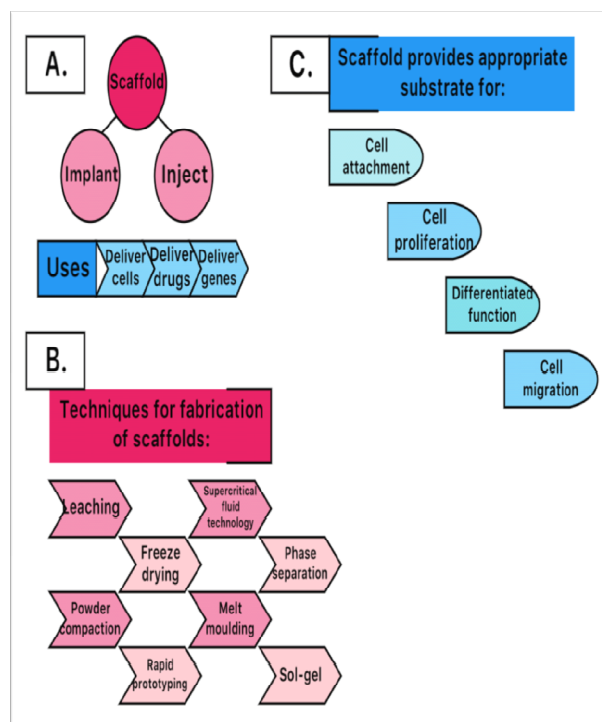 A.
Scaffold
Implant
Inject
Uses
Deliver
cells
Deliver
drugs
Deliver
genes
B.
Techniques for fabrication
of scaffolds:
Leaching
Supercritical
fluid
technology
Freeze
drying
Phase
separation
Powder
compaction
Melt
moulding
Rapid
prototyping
Sol-gel
C.
Scaffold provides appropriate
substrate for:
Cell
attachment
Cell
proliferation
Differentiated
function
Cell
migration